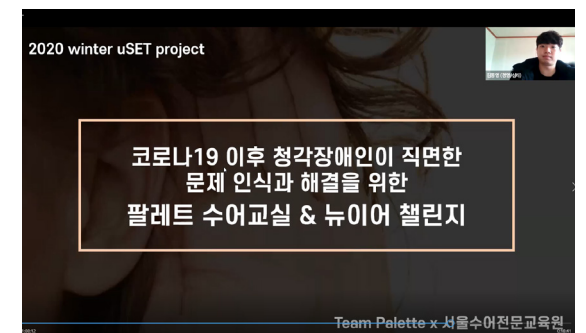 2020 winter uSET project
코로나19 이후 청각장애인이 직면한
문제 인식과 해결을 위한
팔레트 수어교실 & 뉴이어 챌린지
Team Palette x 서울수어전문교육원